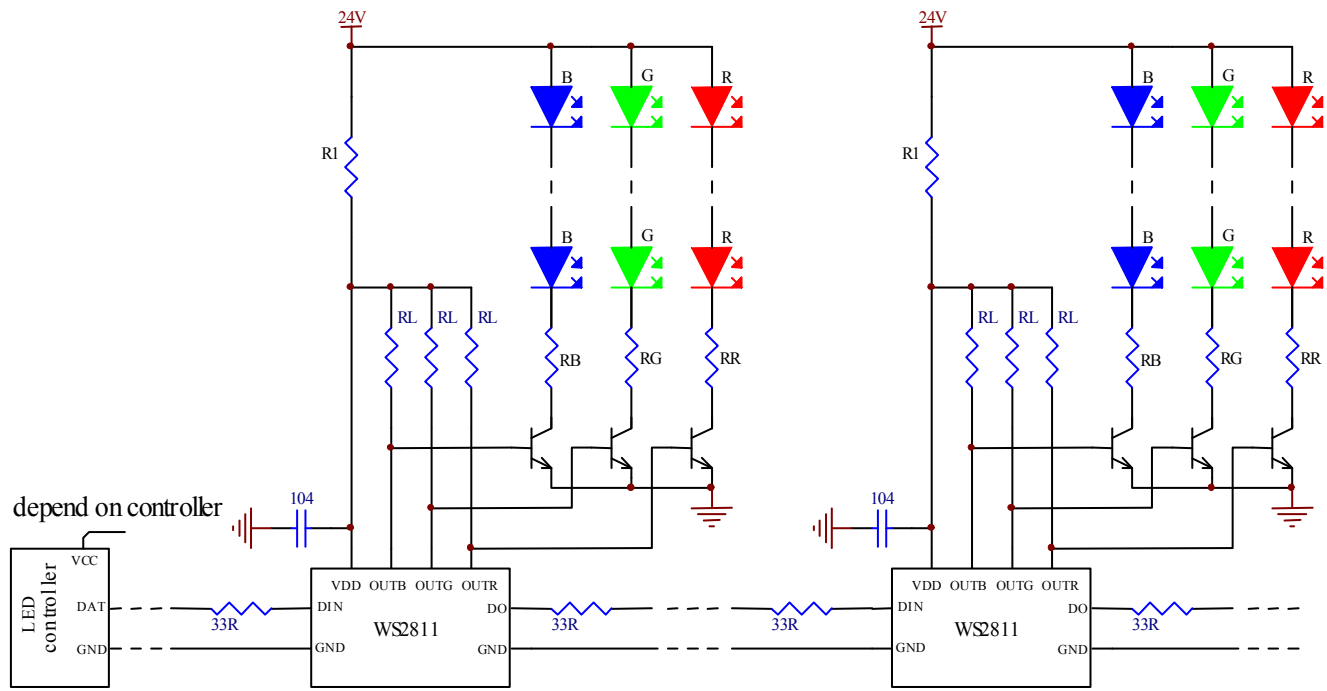 24V
24V
B
G
R
B
G
R
R1
R1
B
G
R
B
G
R
RL
RL
RL
RL
RL
RL
RB
RG
RR
RB
RG
RR
104
104
depend on controller
VCC
LED controller
DAT
GND
VDD
OUTB
OUTG
OUTR
DIN
DO
WS2811
GND
GND
33R
33R
33R
VDD
OUTB
OUTG
OUTR
DIN
DO
WS2811
GND
GND
33R